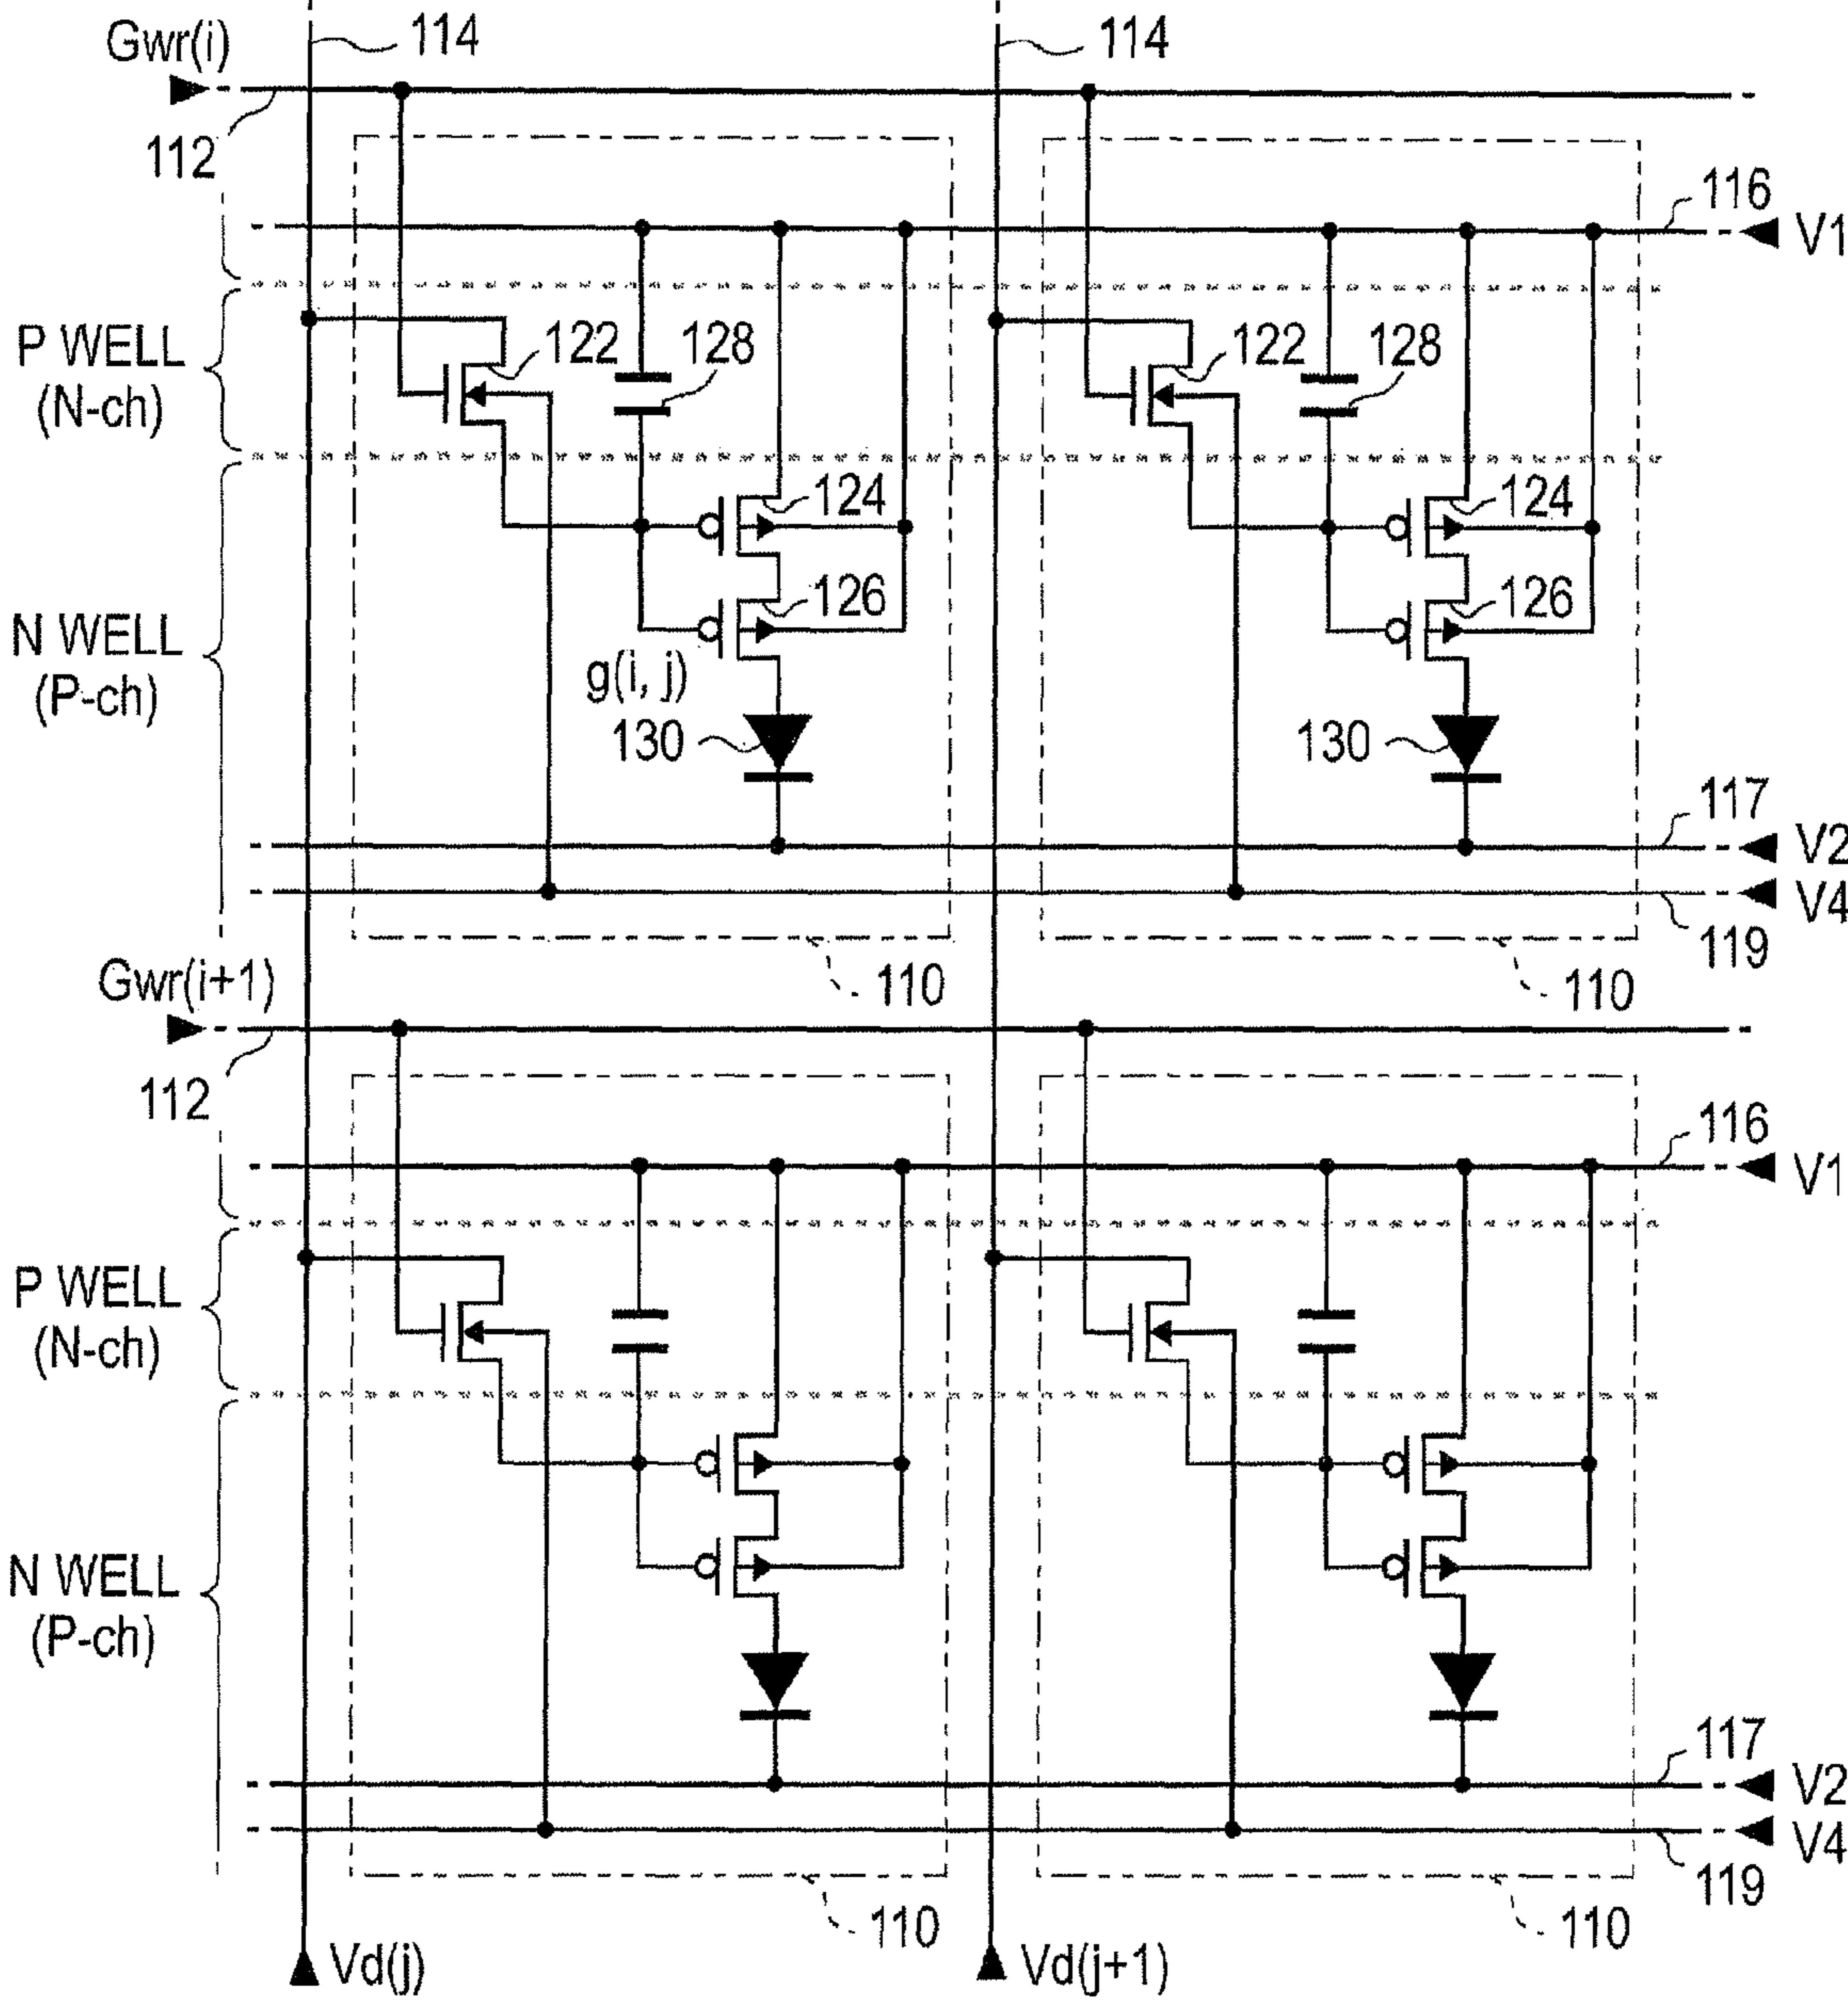 Gwr(i)
114
114
112
116
V1
P WELL
(N-ch)
122
128
122
128
124
124
126
126
N WELL
(P-ch)
g(i, j)
130
130
117
V2
V4
119
110
110
Gwr(i+1)
112
116
V1
P WELL
(N-ch)
N WELL
(P-ch)
117
V2
V4
119
110
110
Vd(j)
Vd(j+1)